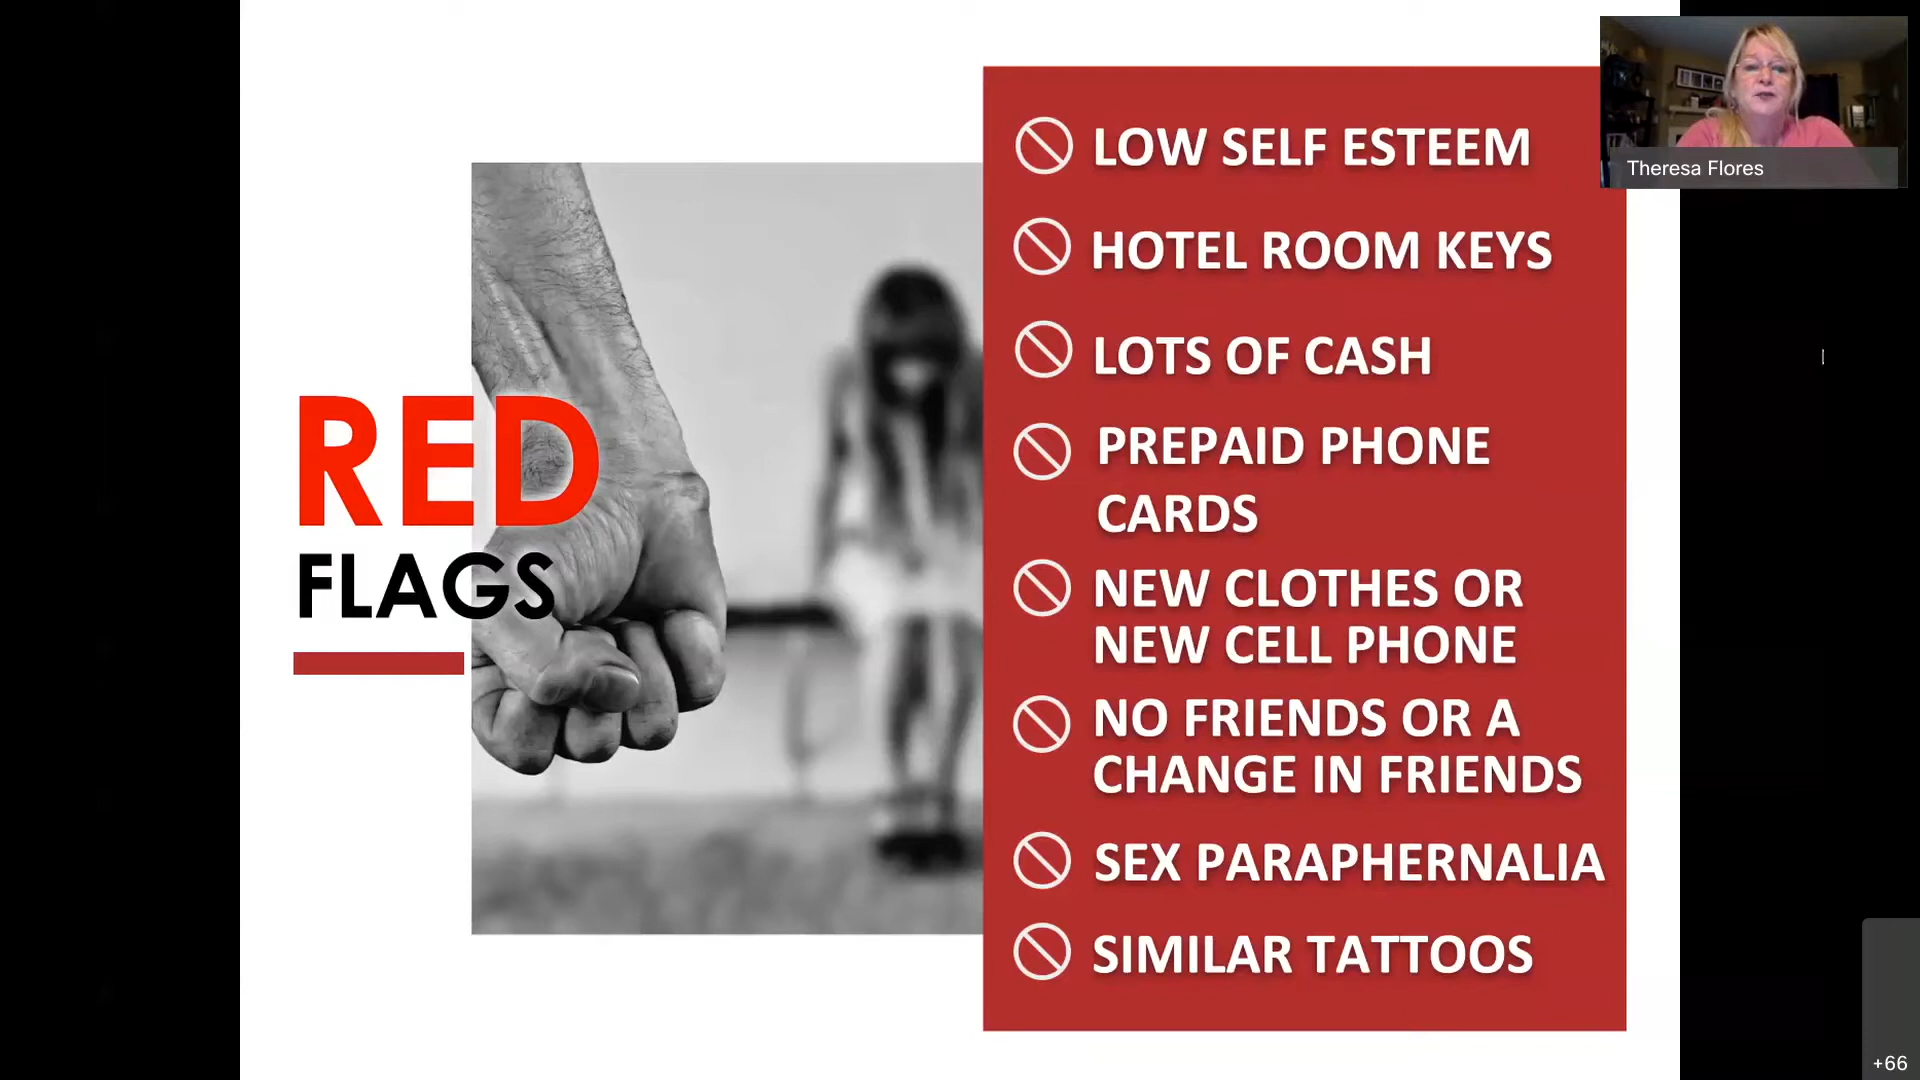 RED
FLAGS
LOW SELF ESTEEM
HOTEL ROOM KEYS
LOTS OF CASH
PREPAID PHONE
CARDS
NEW CLOTHES OR
NEW CELL PHONE
NO FRIENDS OR A
CHANGE IN FRIENDS
SEX PARAPHERNALIA
SIMILAR TATTOOS
Theresa Flores
+66